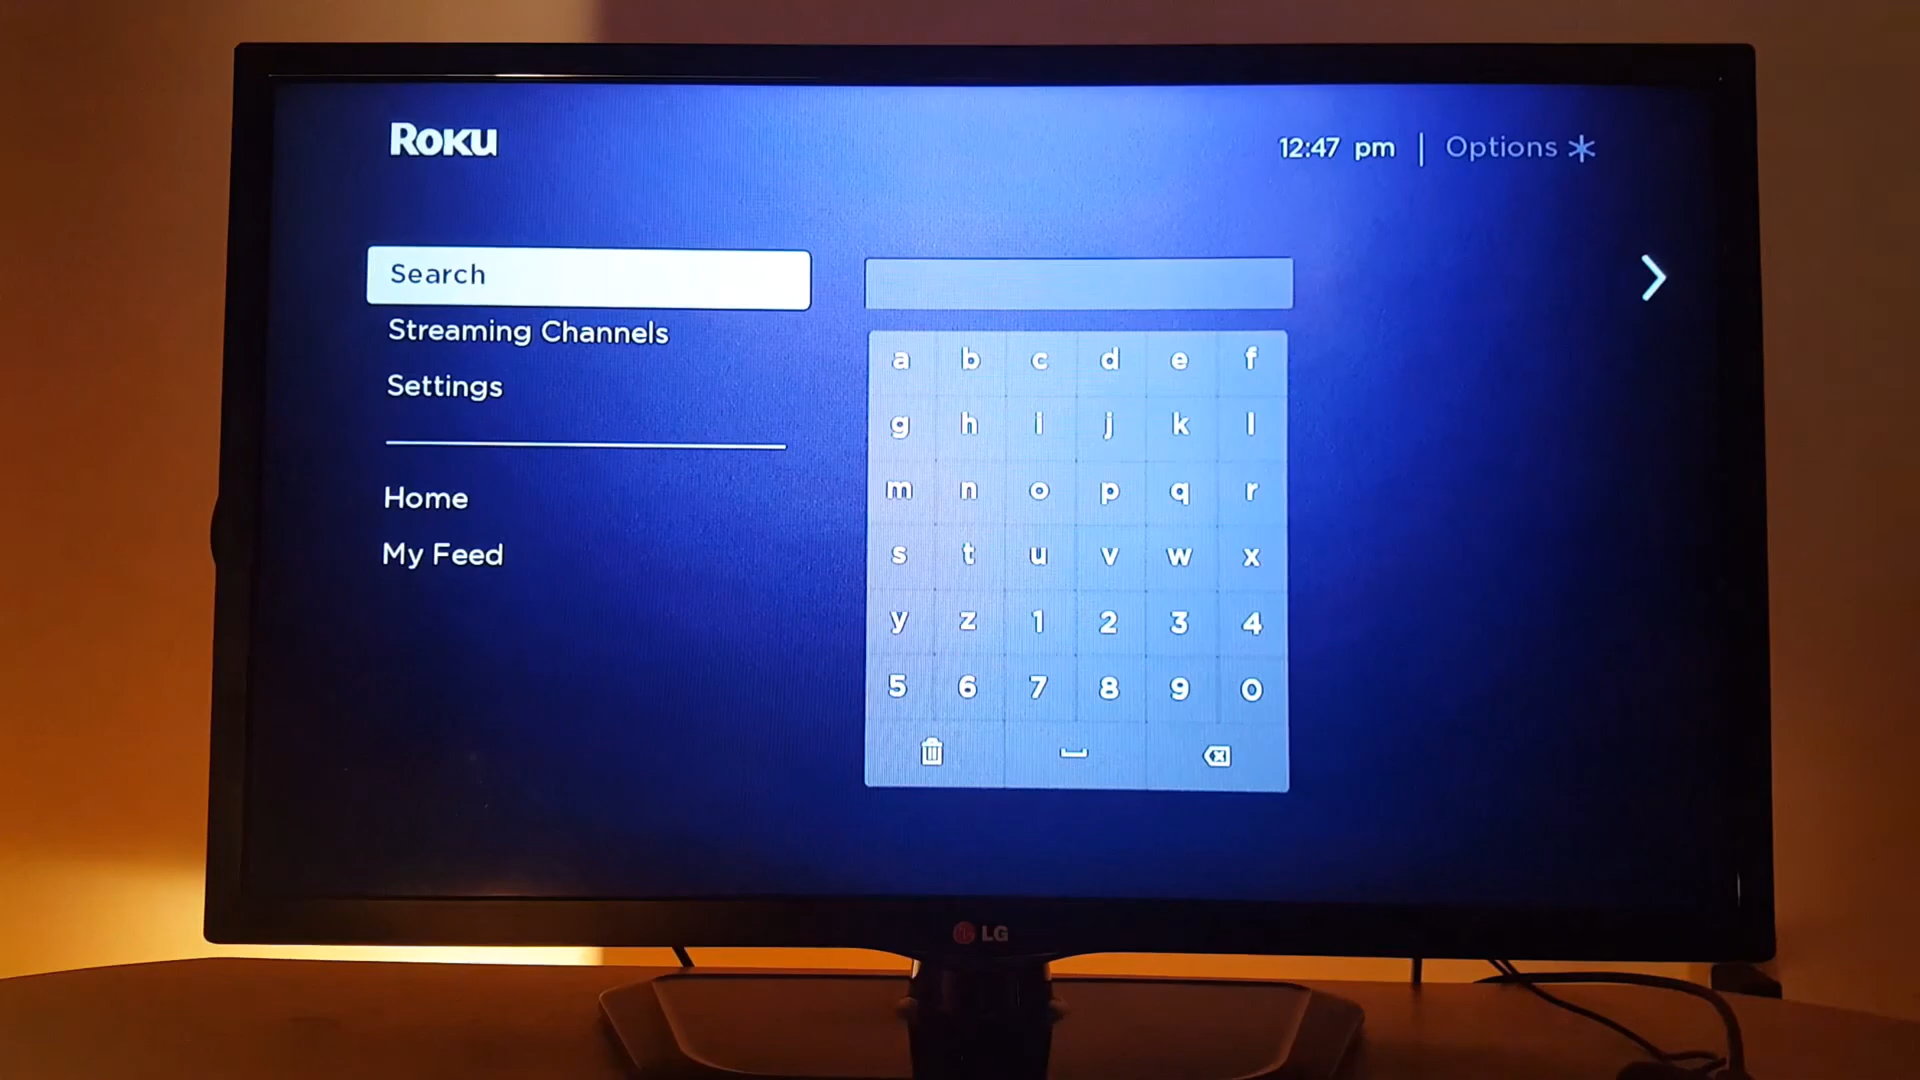 Roku
12:47 pm | Options
Search
Streaming Channels
Settings
Home
My Feed
a b c d e f
g h i j k l
m n o p q r
s t u v w x
y z 1 2 3 4
5 6 7 8 9 0
LG